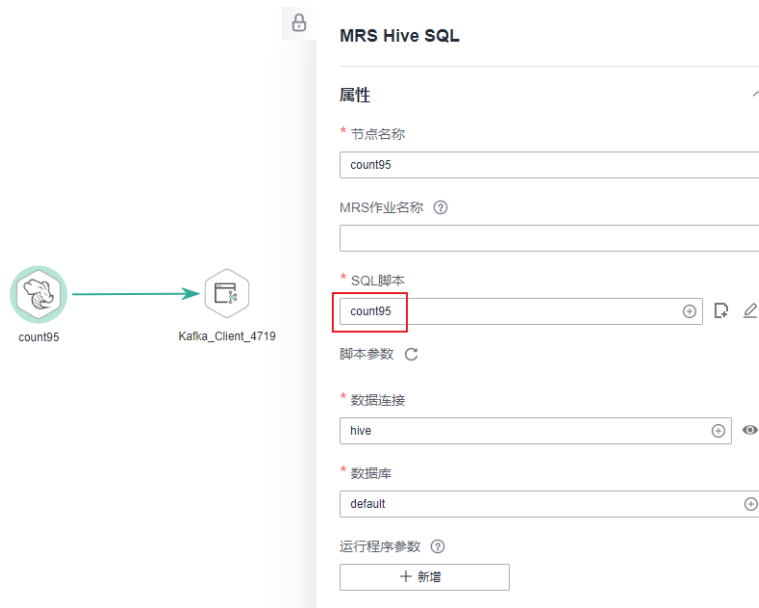 MRS Hive SQL
属性
* 节点名称
count95
MRS作业名称 ?
* SQL脚本
count95
脚本参数
* 数据连接
hive
* 数据库
default
运行程序参数 ?
+ 新增
count95
Kafka_Client_4719